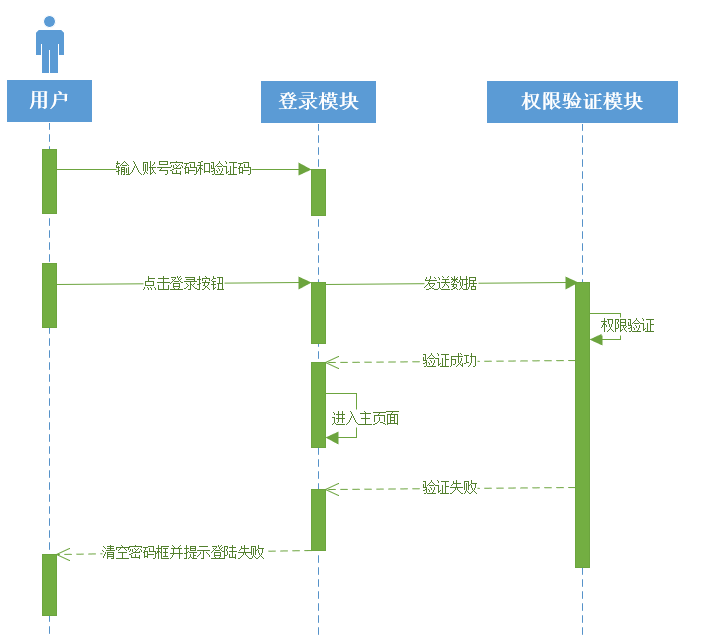 用户
登录模块
权限验证模块
输入账号密码和验证码
点击登录按钮
发送数据
权限验证
验证成功
进入主页面
验证失败
清空密码框并提示登陆失败